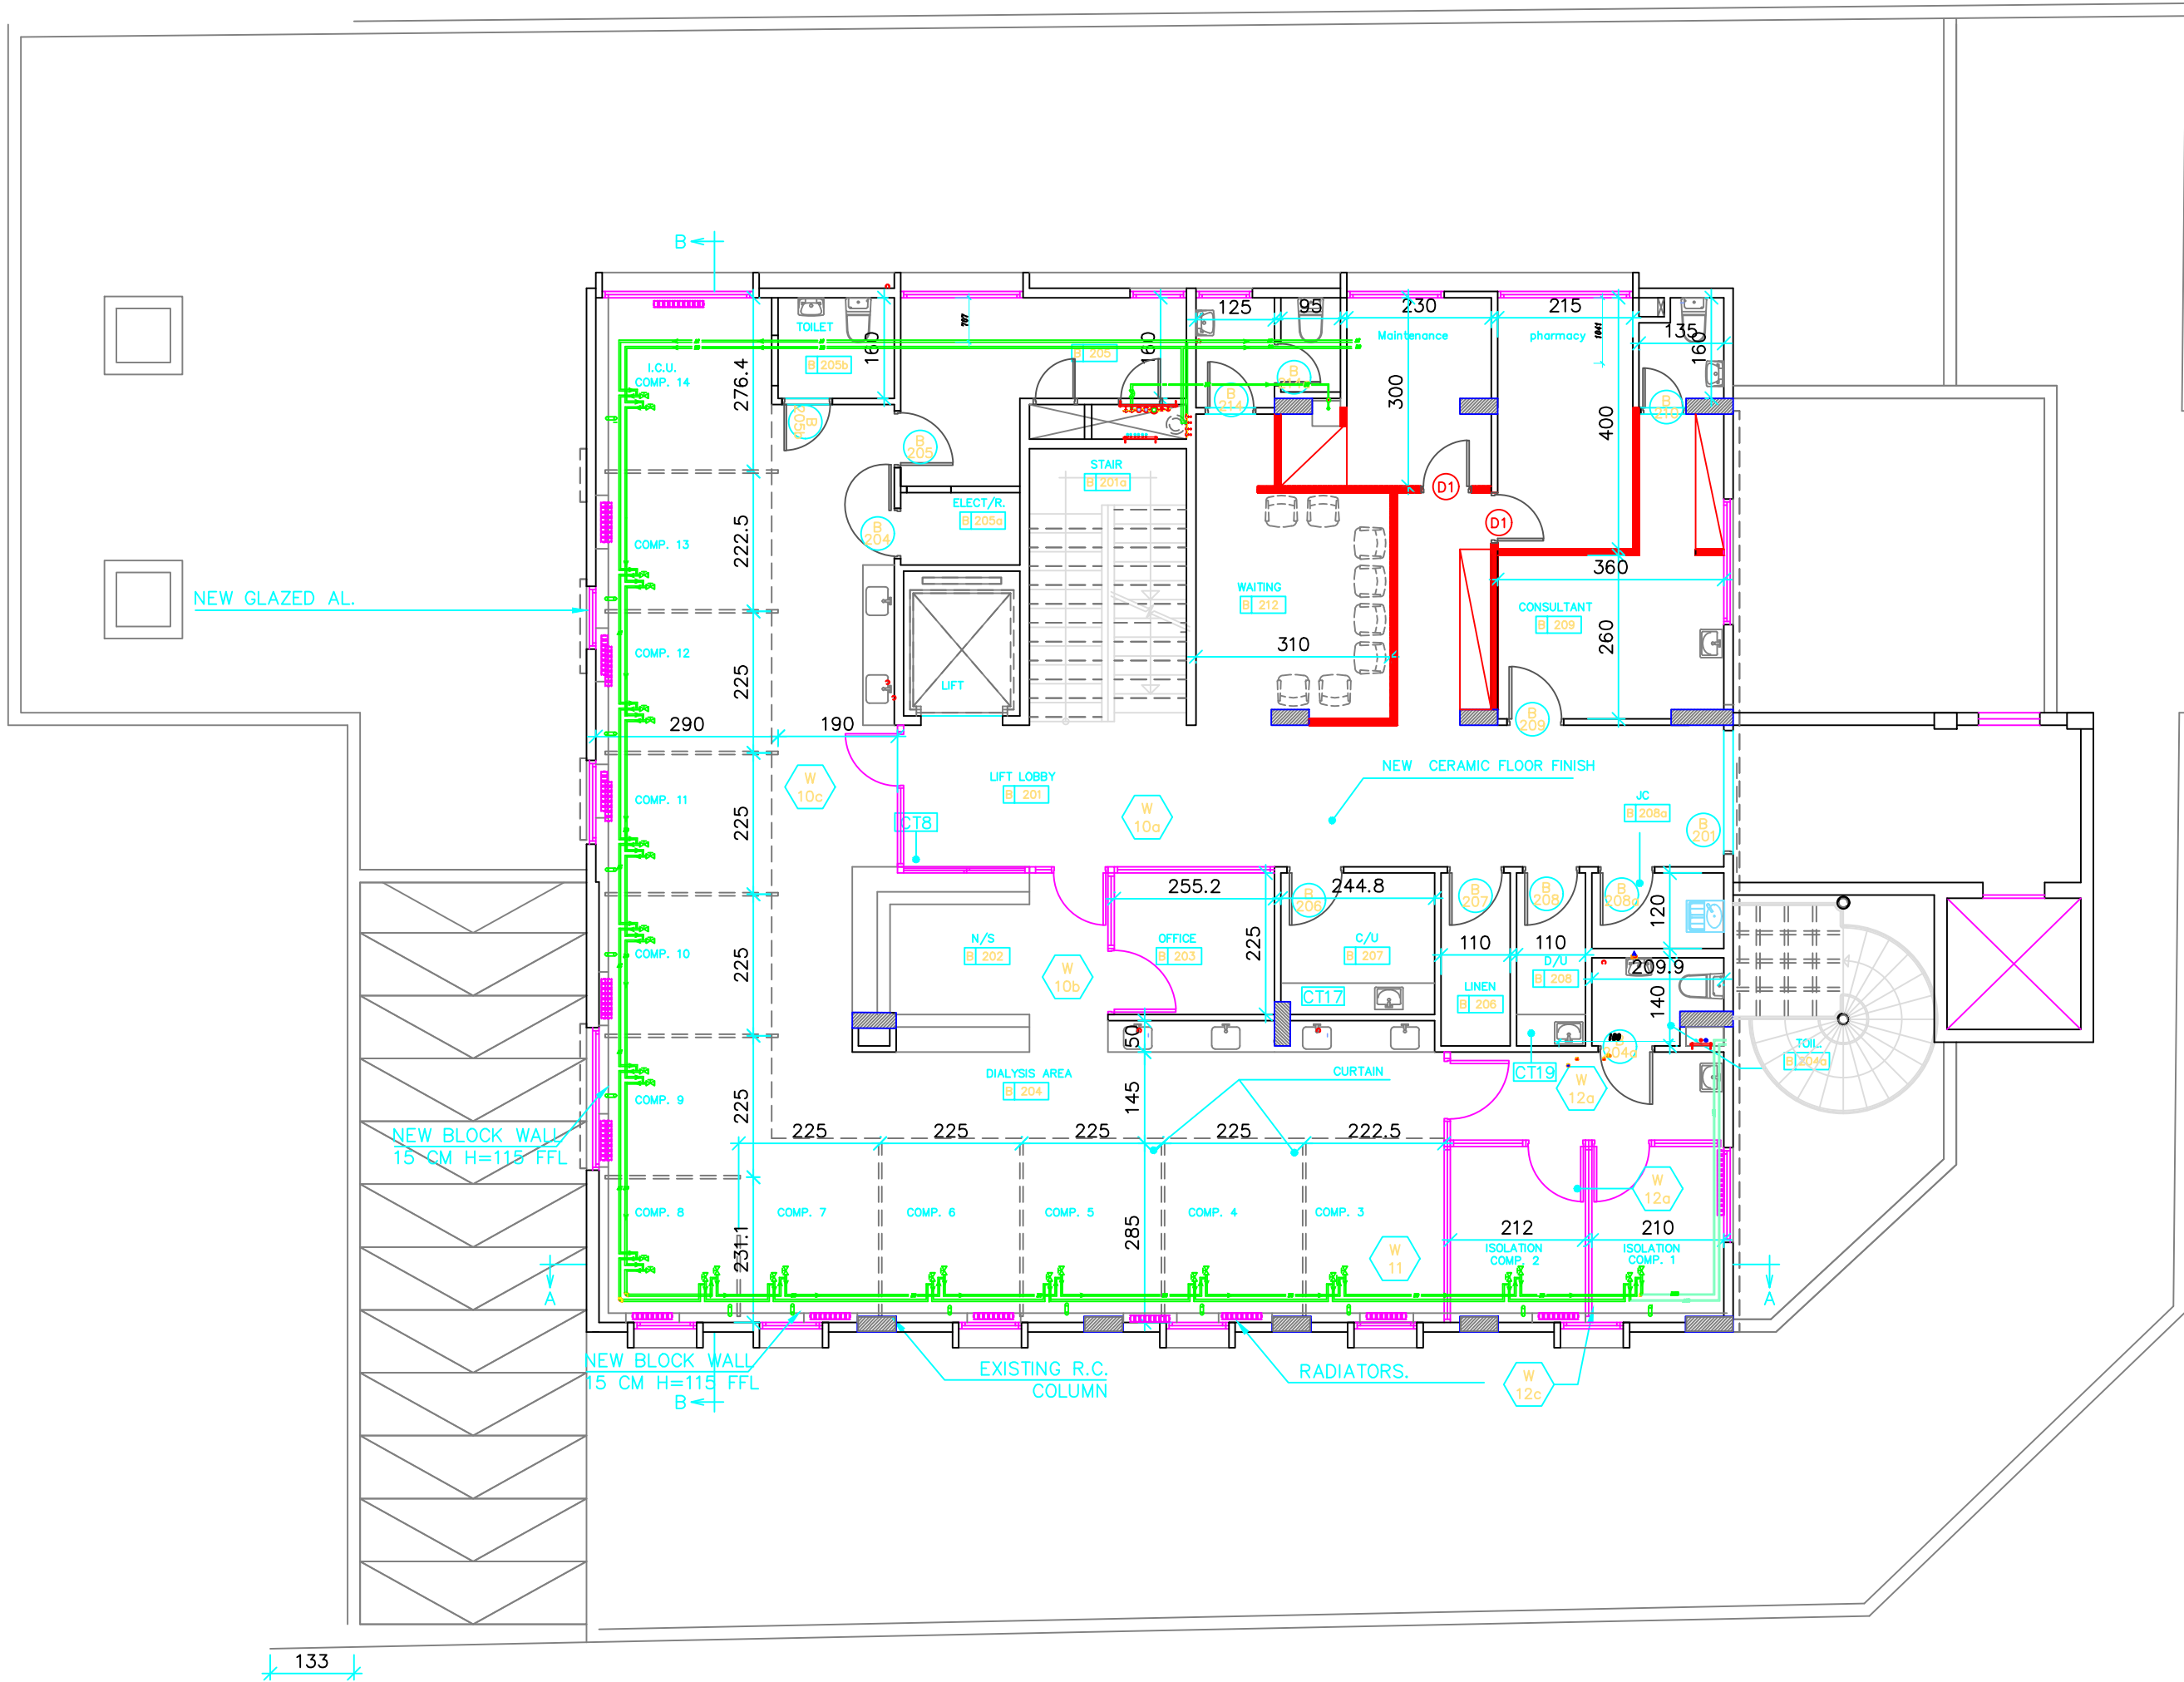 B
125
95
230
215
TOILET
B 205b
160
707
B 205
160
Maintenance
pharmacy
1041
135
160
I.C.U.
COMP. 14
276.4
300
400
B
214
B
210
B
205b
B
205
STAIR
B 201a
D1
ELECT/R.
B 205a
D1
B
204
COMP. 13
222.5
360
NEW GLAZED AL.
WAITING
B 212
CONSULTANT
B 209
260
310
COMP. 12
225
LIFT
290
190
B
209
NEW CERAMIC FLOOR FINISH
LIFT LOBBY
B 201
W
10c
W
10a
JC
B 208a
COMP. 11
225
CT8
B
201
255.2
244.8
B
206
B
207
B
208
B
208a
120
N/S
B 202
OFFICE
B 203
225
C/U
B 207
110
110
D/U
B 208
209.9
COMP. 10
225
W
10b
CT17
LINEN
B 206
140
50
TOIL.
B 204b
B
204a
DIALYSIS AREA
B 204
CURTAIN
CT19
W
12a
COMP. 9
225
145
NEW BLOCK WALL
15 CM H=115 FFL
225
225
225
225
222.5
W
12a
COMP. 8
COMP. 7
COMP. 6
COMP. 5
COMP. 4
COMP. 3
231.1
285
212
210
ISOLATION
COMP. 2
ISOLATION
COMP. 1
W
11
A
A
NEW BLOCK WALL
15 CM H=115 FFL
EXISTING R.C.
COLUMN
RADIATORS.
W
12c
B
133